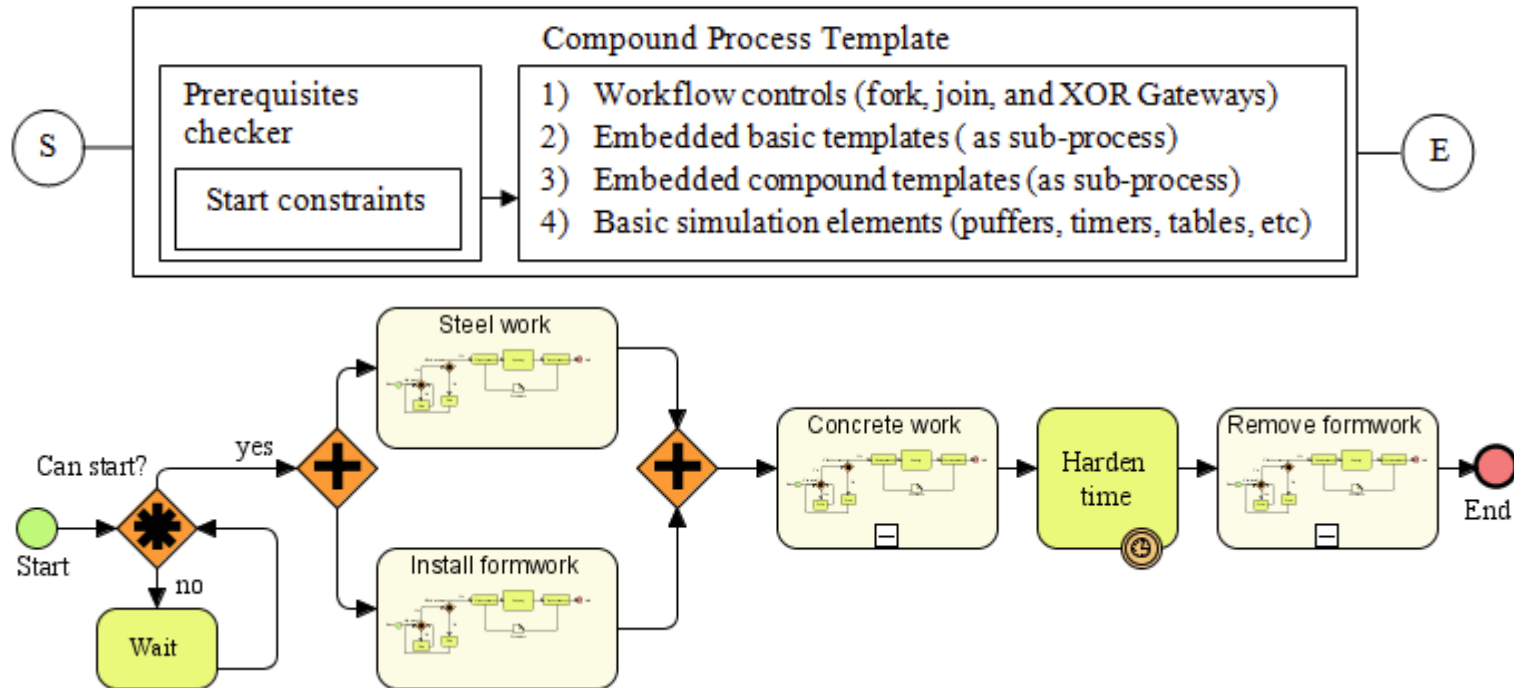 Compound Process Template
Prerequisites
checker
Start constraints
1) Workflow controls (fork, join, and XOR Gateways)
2) Embedded basic templates ( as sub-process)
3) Embedded compound templates (as sub-process)
4) Basic simulation elements (puffers, timers, tables, etc)
S
E
Steel work
yes
Can start?
Start
no
Wait
Install formwork
Concrete work
Harden
time
Remove formwork
End